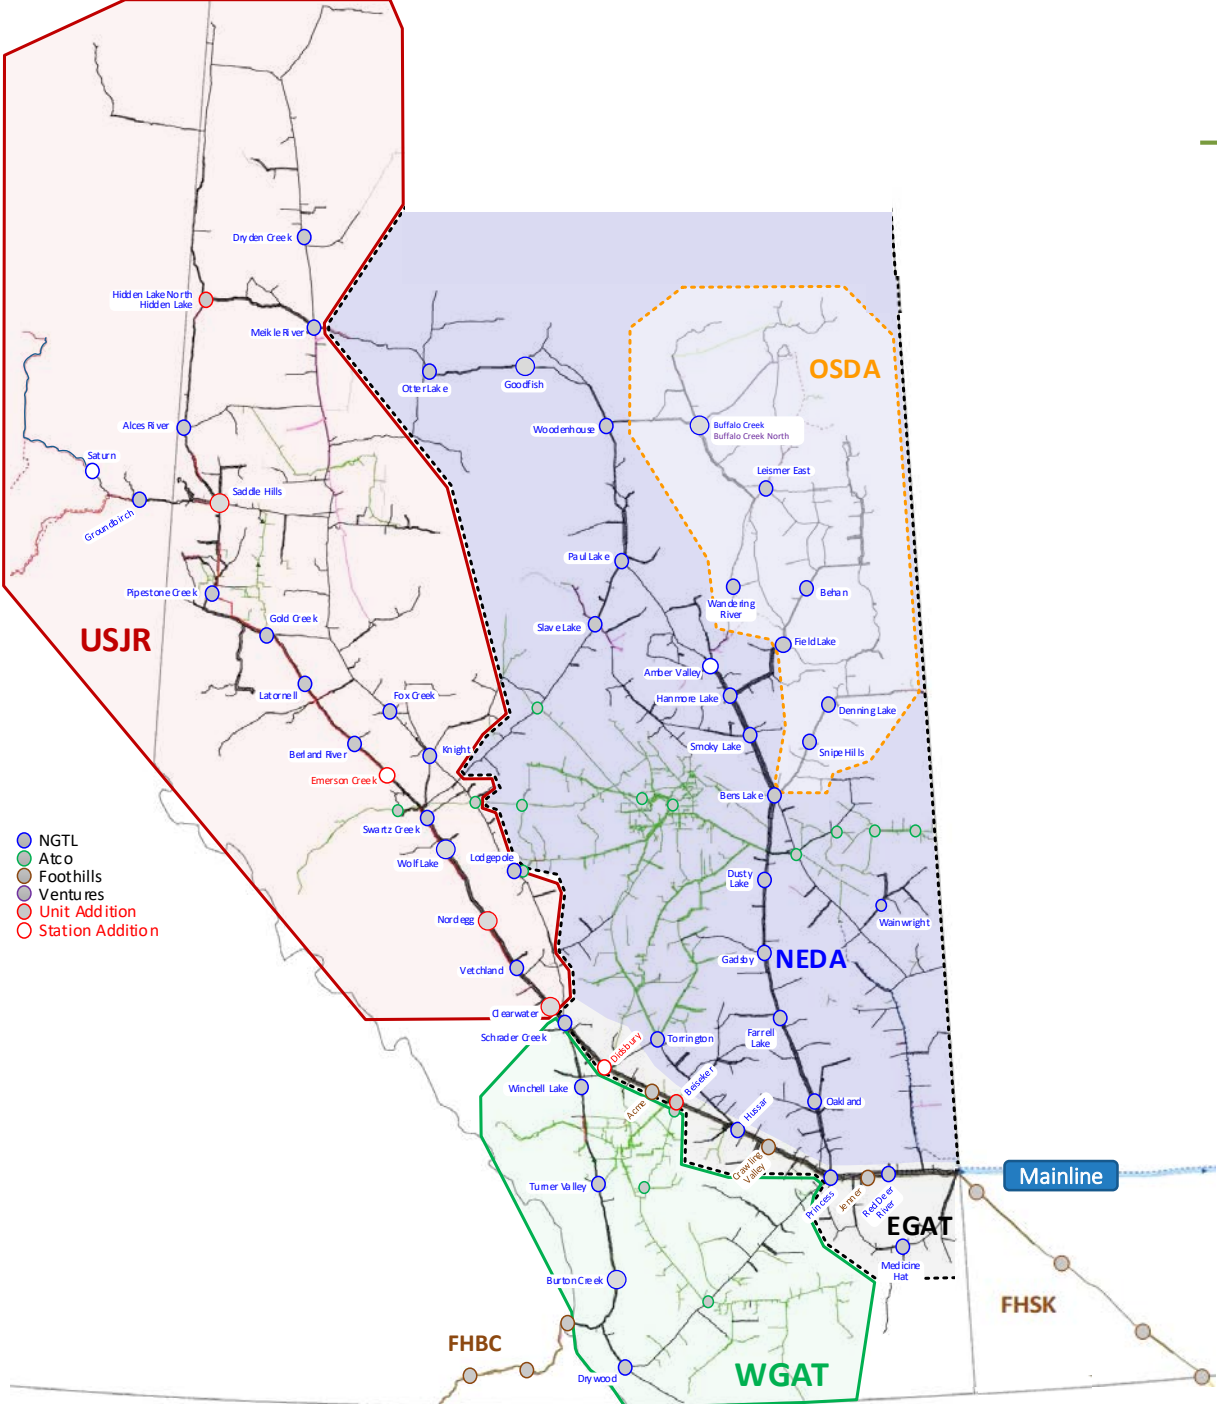 Dryden Creek
Hidden Lake North
Hidden Lake
Meikle River
OSDA
Otter Lake
Goodfish
Alces River
Woodenhouse
Buffalo Creek
Buffalo Creek North
Saturn
Leismer East
Saddle Hills
Groundbirch
Paul Lake
Pipestone Creek
Wandering
River
Behan
Gold Creek
Slave Lake
USJR
Field Lake
Amber Valley
Latornell
Fox Creek
Hanmore Lake
Denning Lake
Berland River
Knight
Smoky Lake
Snipe Hills
Emerson Creek
Bens Lake
Swartz Creek
NGTL
Atco
Foothills
Ventures
Unit Addition
Station Addition
Wolf Lake
Lodgepole
Dusty
Lake
Nordegg
Wainwright
Vetchland
Gadsby
NEDA
Clearwater
Schrader Creek
Didsbury
Torrington
Farrell
Lake
Winchell Lake
Acme
Beiseker
Hussar
Oakland
Crawling
Valley
Mainline
Turner Valley
Princess
Jenner
Red Deer
River
EGAT
Medicine
Hat
Burton Creek
FHSK
FHBC
WGAT
Drywood